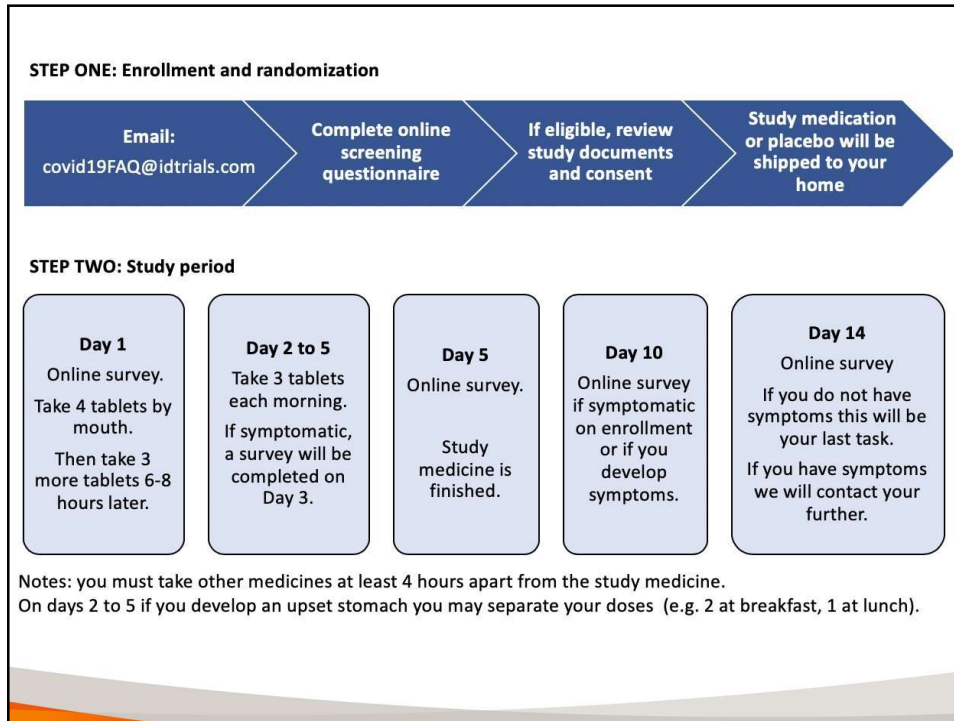 STEP ONE: Enrollment and randomization
Email:
covid19FAQ@idtrials.com
Complete online
screening
questionnaire
If eligible, review
study documents
and consent
Study medication
or placebo will be
shipped to your
home
STEP TWO: Study period
Day 1
Online survey.
Take 4 tablets by
mouth.
Then take 3
more tablets 6-8
hours later.
Day 2 to 5
Take 3 tablets
each morning.
If symptomatic,
a survey will be
completed on
Day 3.
Day 5
Online survey.
Study
medicine is
finished.
Day 10
Online survey
if symptomatic
on enrollment
or if you
develop
symptoms.
Day 14
Online survey
If you do not have
symptoms this will be
your last task.
If you have symptoms
we will contact your
further.
Notes: you must take other medicines at least 4 hours apart from the study medicine.
On days 2 to 5 if you develop an upset stomach you may separate your doses (e.g. 2 at breakfast, 1 at lunch).